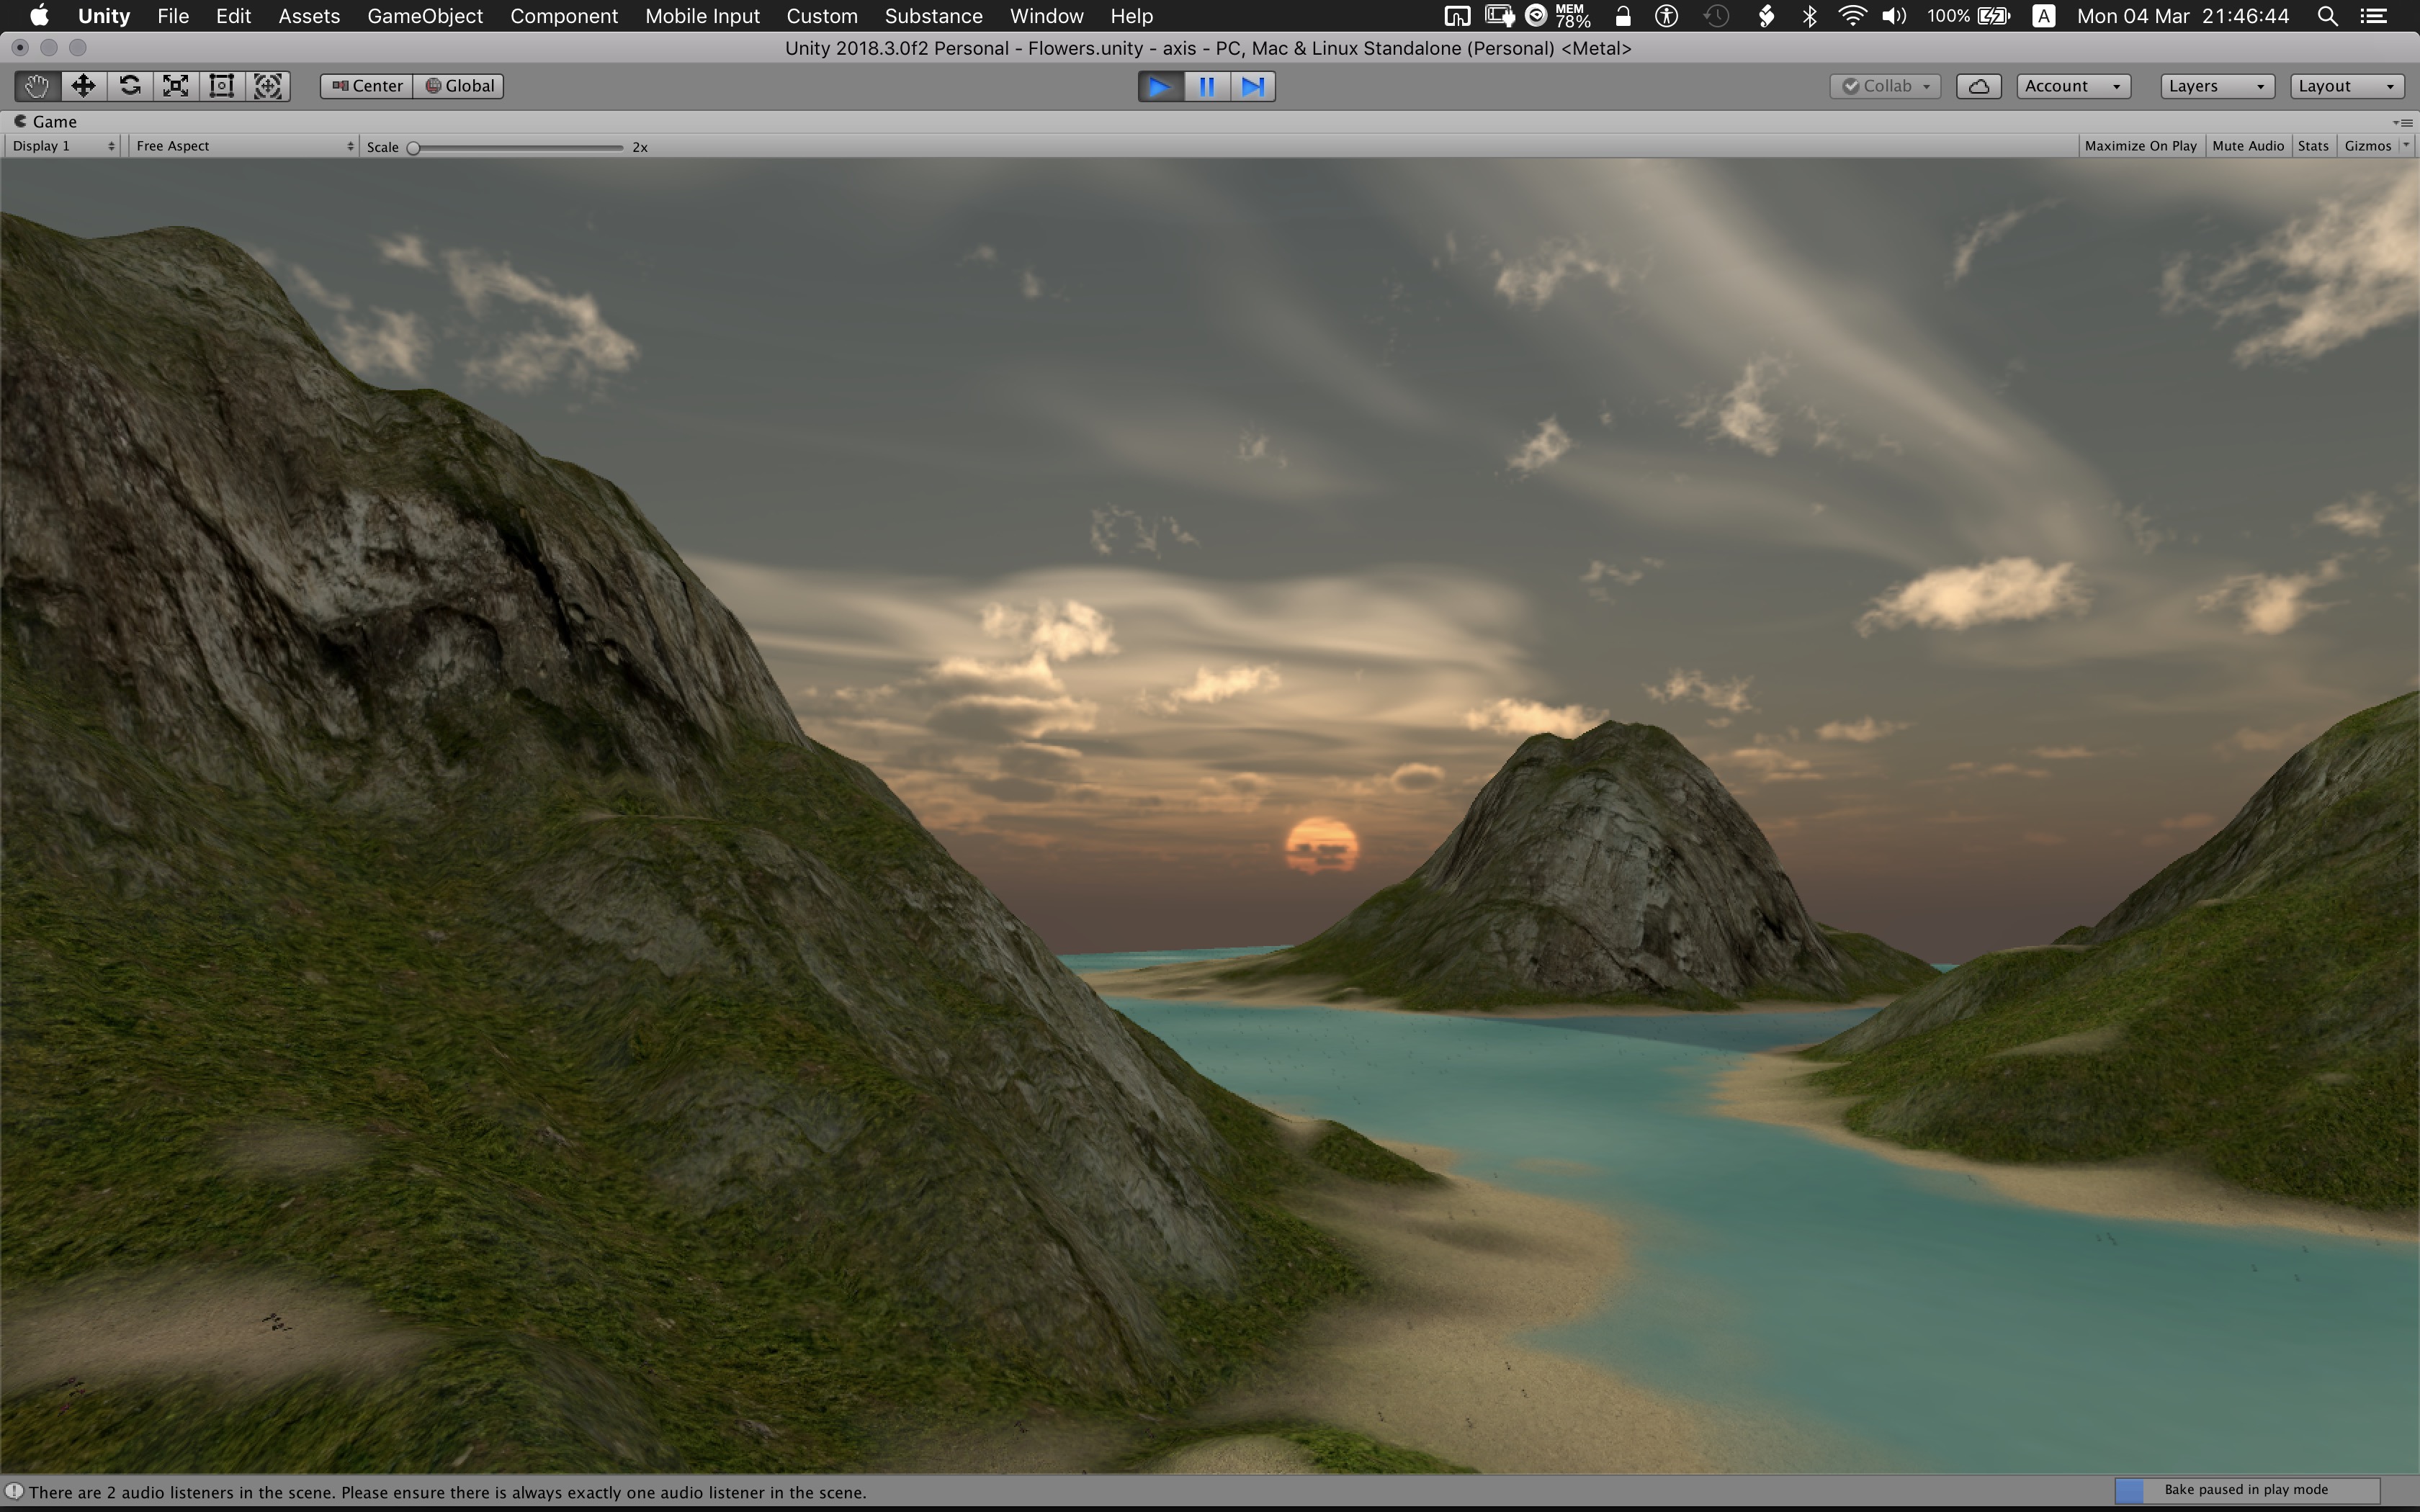 Unity File Edit Assets GameObject Component Mobile Input Custom Substance Window Help MEM 78% 100% A Mon 04 Mar 21:46:44
Unity 2018.3.0f2 Personal - Flowers.unity - axis - PC, Mac & Linux Standalone (Personal) <Metal>
Center Global Collab Account Layers Layout
Game
Display 1 Free Aspect Scale 2x Maximize On Play Mute Audio Stats Gizmos
There are 2 audio listeners in the scene. Please ensure there is always exactly one audio listener in the scene. Bake paused in play mode